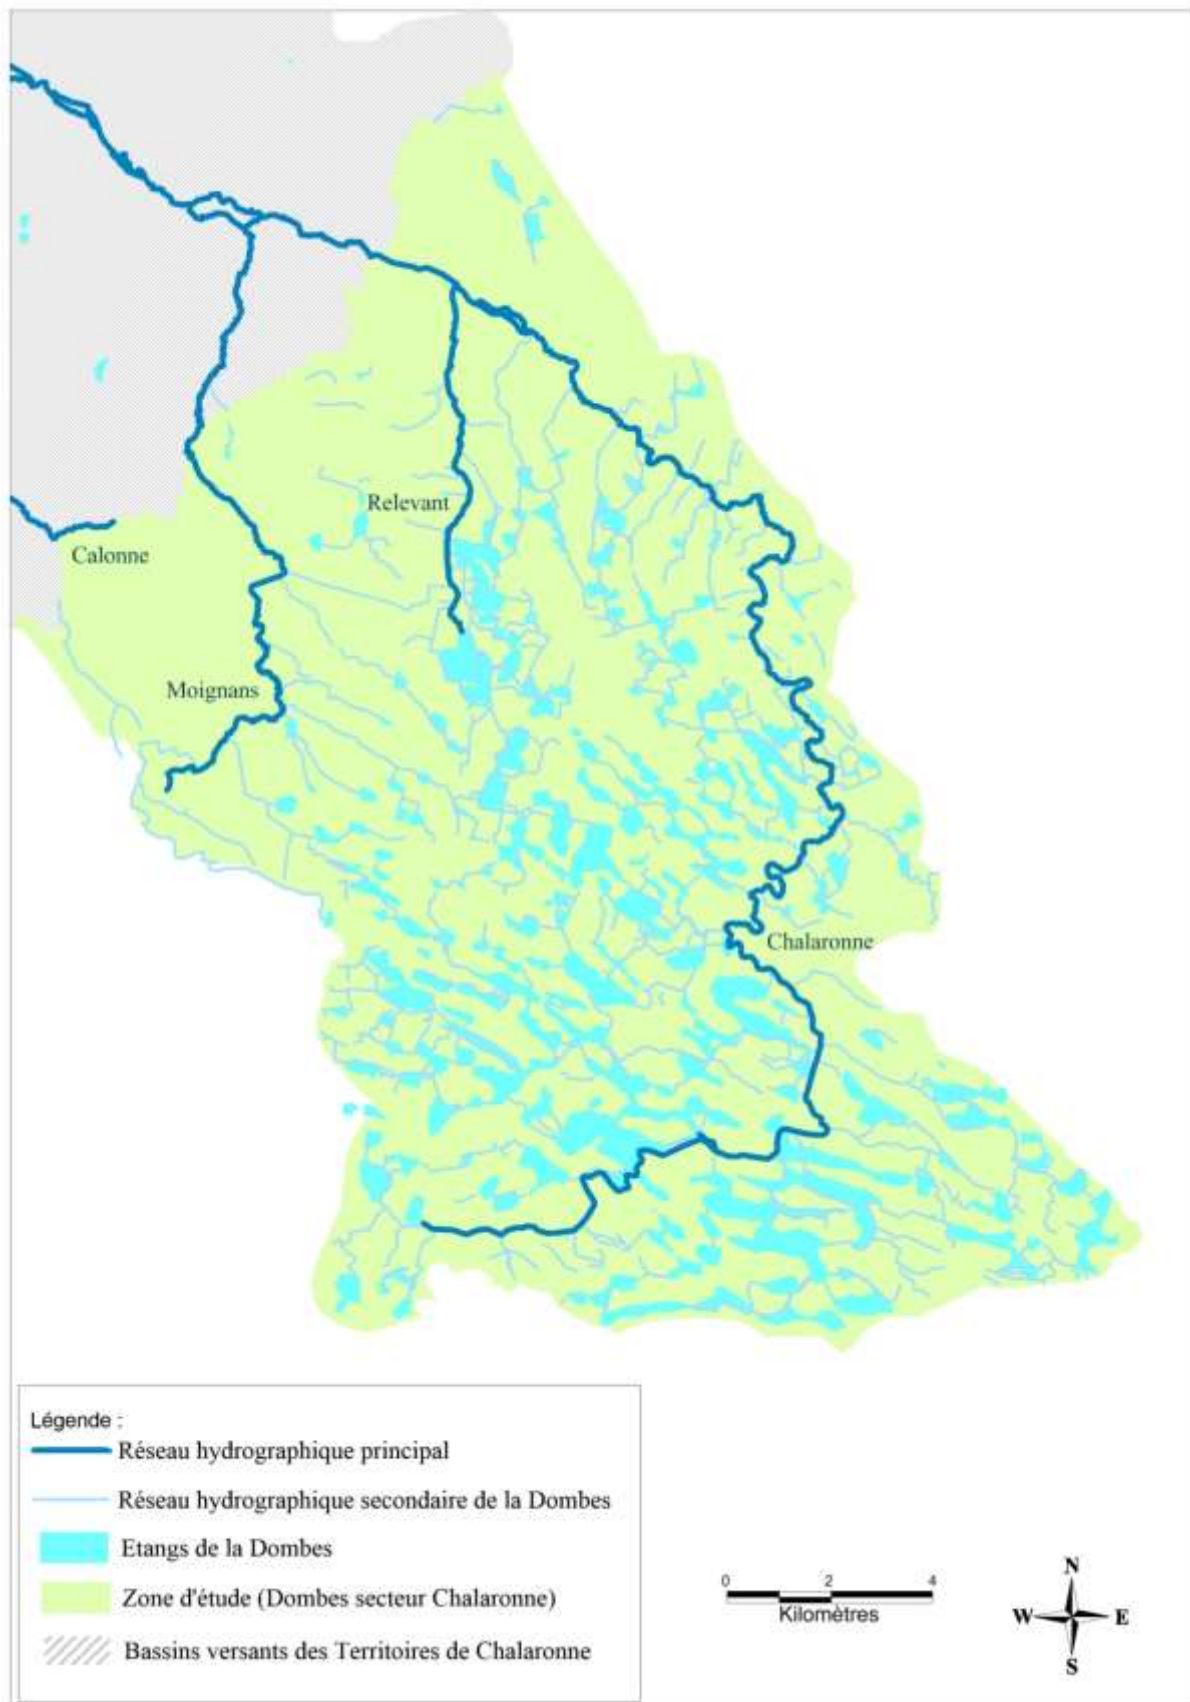 Relevant
Calonne
Moignans
Chalaronne
Légende :
Réseau hydrographique principal
Réseau hydrographique secondaire de la Dombes
Etangs de la Dombes
Zone d'étude (Dombes secteur Chalaronne)
Bassins versants des Territoires de Chalaronne
0 2 4
Kilomètres
N
W E
S